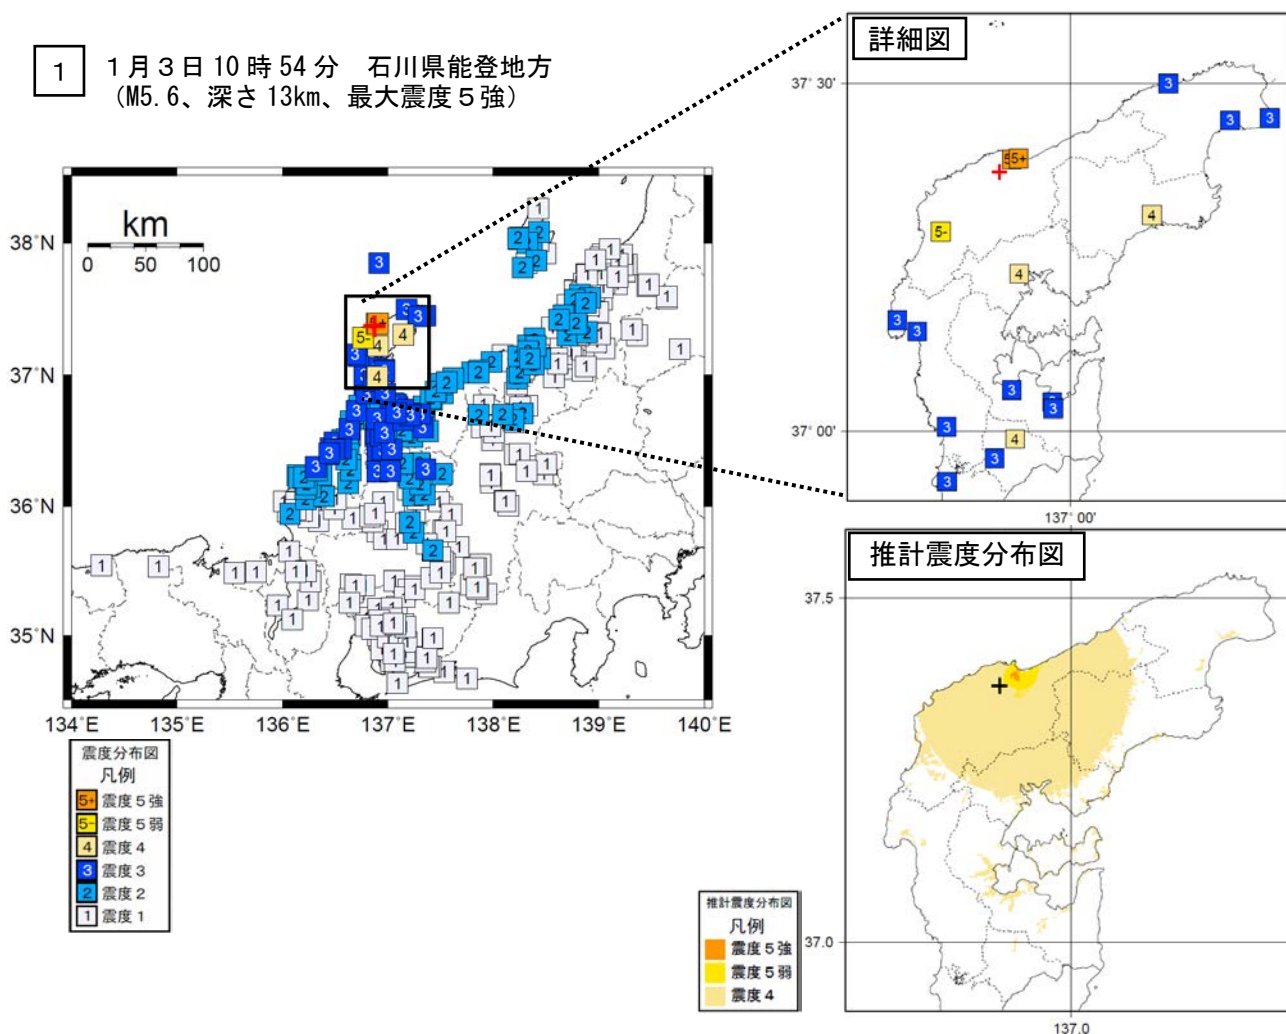 1
1月3日10時54分 石川県能登地方
(M5.6、深さ13km、最大震度5強)
km
0 50 100
38°N
37°N
36°N
35°N
134°E 135°E 136°E 137°E 138°E 139°E 140°E
震度分布図
凡例
5+ 震度5強
5- 震度5弱
4 震度4
3 震度3
2 震度2
1 震度1
詳細図
37°30'
37°00'
137°00'
推計震度分布図
37.5
37.0
137.0
推計震度分布図
凡例
震度5強
震度5弱
震度4